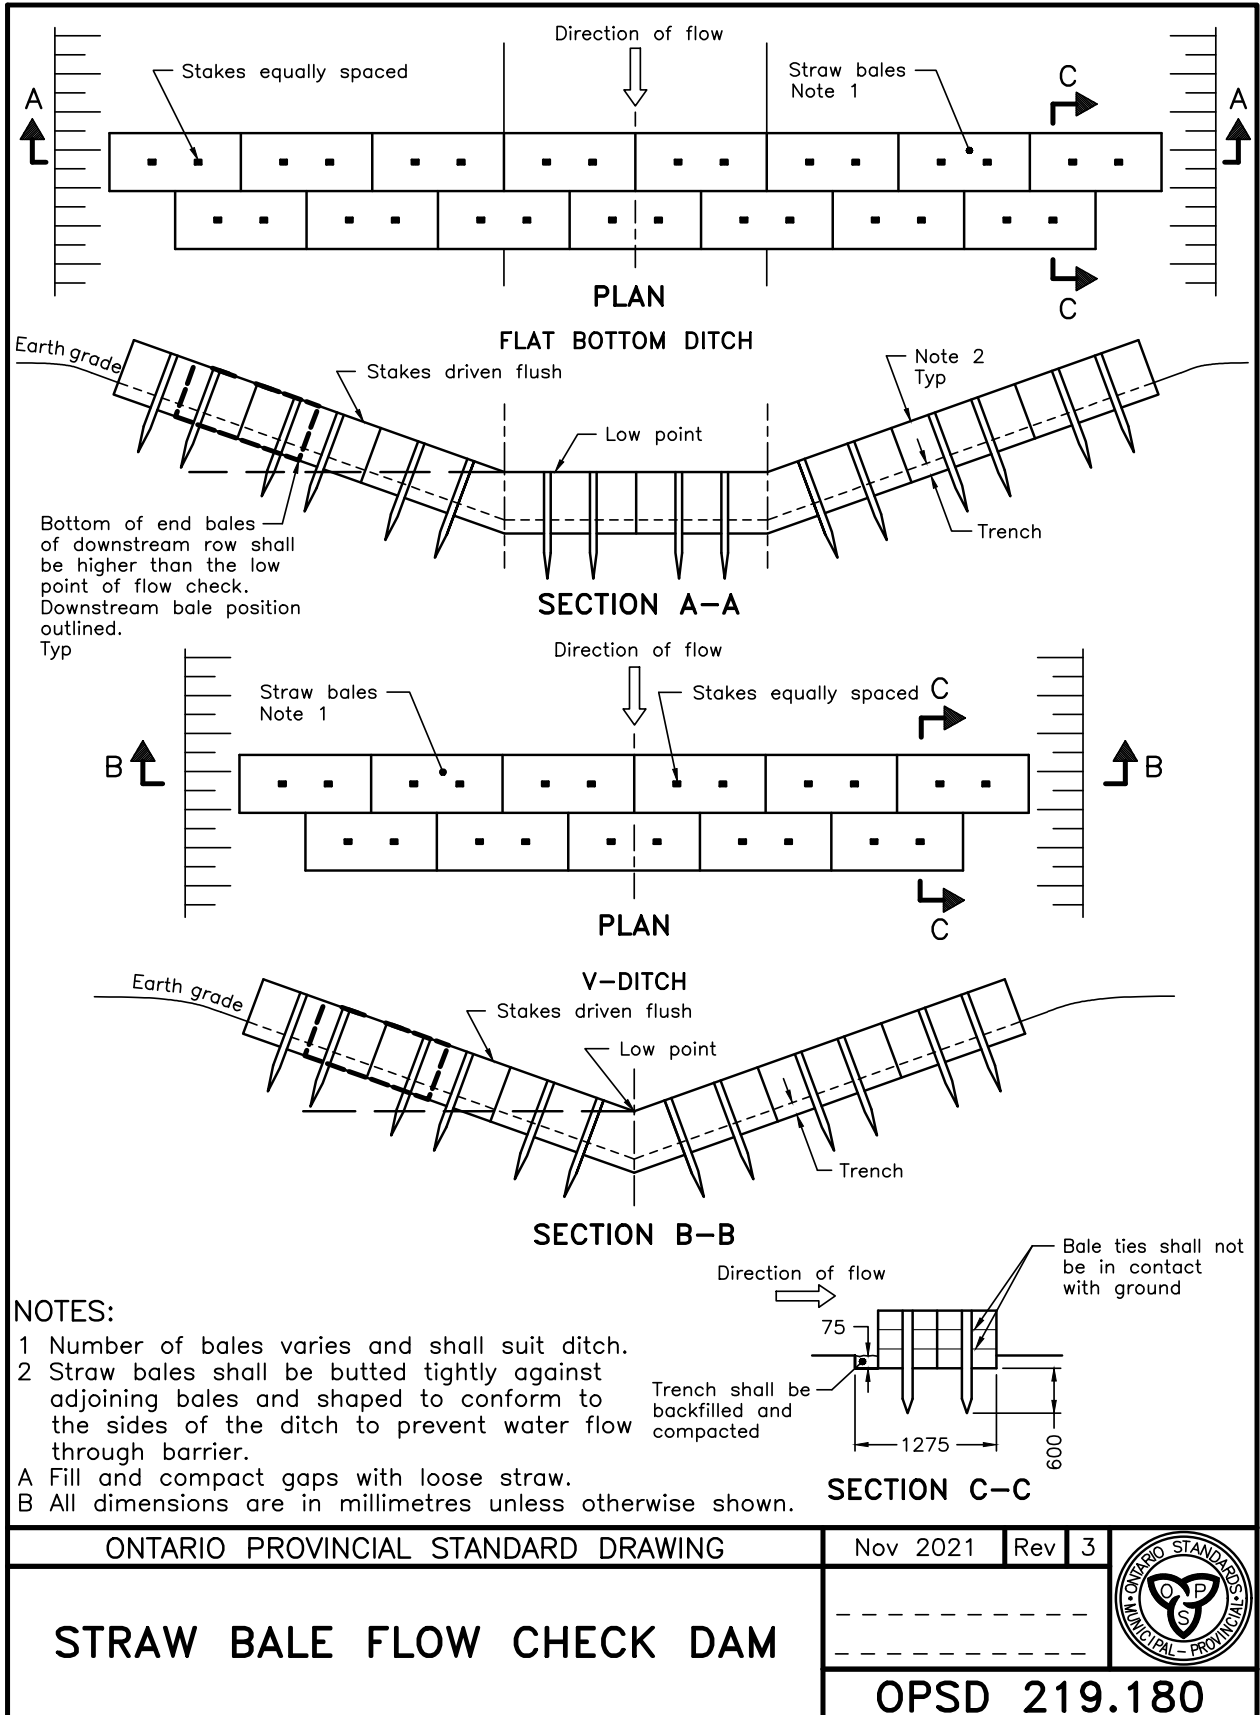 Direction of flow
Stakes equally spaced
Straw bales
Note 1
C
A
A
PLAN
C
FLAT BOTTOM DITCH
Earth grade
Stakes driven flush
Note 2
Typ
Low point
Bottom of end bales
of downstream row shall
be higher than the low
point of flow check.
Downstream bale position
outlined.
Typ
Trench
SECTION A-A
Direction of flow
Straw bales
Note 1
Stakes equally spaced
C
B
B
PLAN
C
V-DITCH
Earth grade
Stakes driven flush
Low point
Trench
SECTION B-B
Direction of flow
Bale ties shall not
be in contact
with ground
75
Trench shall be
backfilled and
compacted
1275
600
SECTION C-C
NOTES:
1 Number of bales varies and shall suit ditch.
2 Straw bales shall be butted tightly against
adjoining bales and shaped to conform to
the sides of the ditch to prevent water flow
through barrier.
A Fill and compact gaps with loose straw.
B All dimensions are in millimetres unless otherwise shown.
ONTARIO PROVINCIAL STANDARD DRAWING
Nov 2021 Rev 3
STRAW BALE FLOW CHECK DAM
ONTARIO STANDARDS
MUNICIPAL-PROVINCIAL
O P S
OPSD 219.180